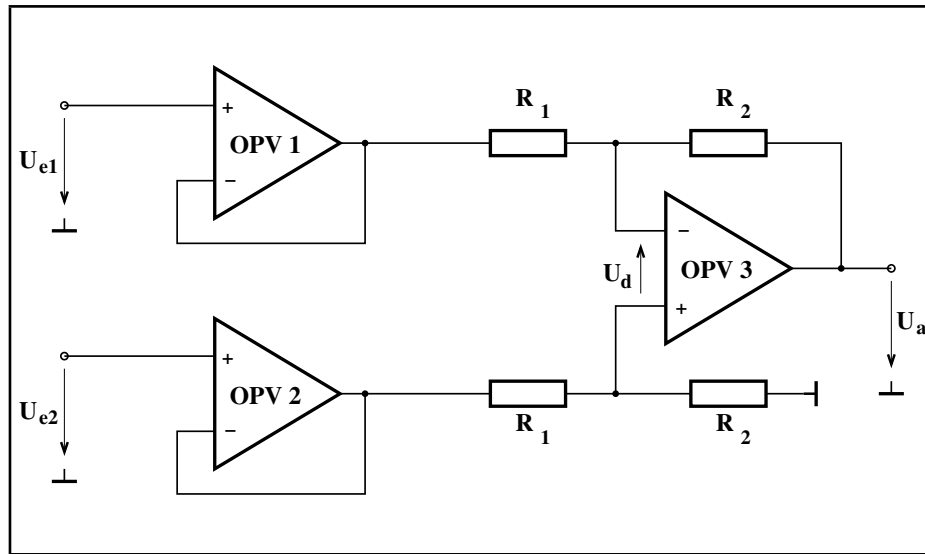 R 1
R 2
+
OPV 1
−
U e1
−
OPV 3
+
U d
U a
+
OPV 2
−
U e2
R 1
R 2